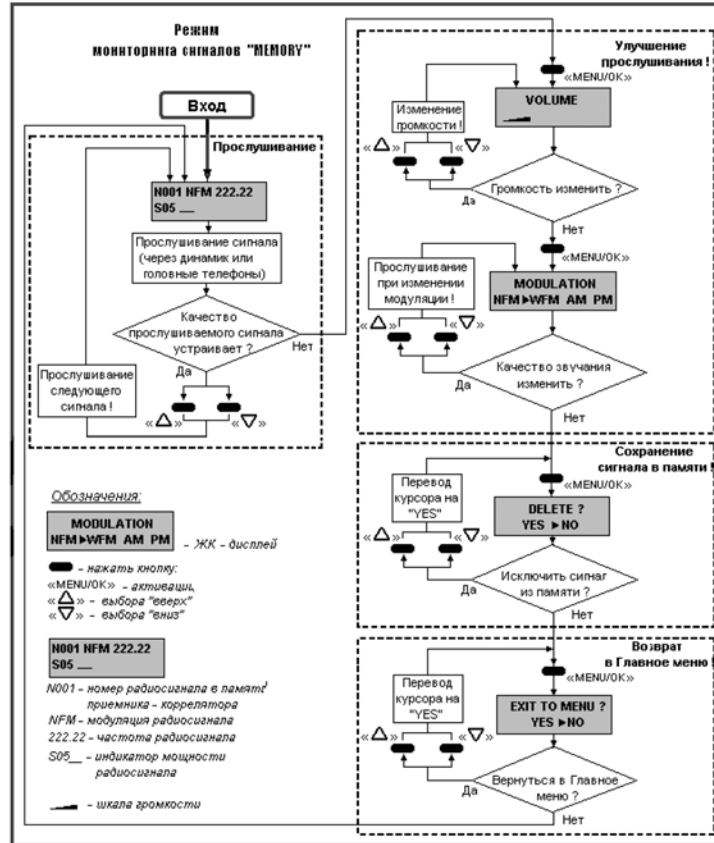 Режим
мониторинга сигналов "MEMORY"
Вход
Прослушивание
N001 NFM 222.22
S05 __
Прослушивание сигнала
(через динамик или
головные телефоны)
Качество
прослушиваемого сигнала
устраивает ?
Нет
Да
Прослушивание
следующего
сигнала !
«△»
«▽»
Обозначения:
MODULATION
NFM▶WFM AM PM
- ЖК - дисплей
- нажать кнопку:
«MENU/OK» - активации,
«△» - выбора "вверх"
«▽» - выбора "вниз"
N001 NFM 222.22
S05 __
N001 - номер радиосигнала в памяти
приемника - коррелятора
NFM - модуляция радиосигнала
222.22 - частота радиосигнала
S05__ - индикатор мощности
радиосигнала
- шкала громкости
Улучшение
прослушивания !
«MENU/OK»
VOLUME
Изменение
громкости !
«△»
«▽»
Громкость изменить ?
Да
Нет
«MENU/OK»
Прослушивание
при изменении
модуляции !
MODULATION
NFM▶WFM AM PM
«△»
«▽»
Качество звучания
изменить ?
Да
Нет
Сохранение
сигнала в памяти !
«MENU/OK»
Перевод
курсора на
"YES"
DELETE ?
YES ▶NO
«△»
«▽»
Исключить сигнал
из памяти ?
Да
Нет
Возврат
в Главное меню !
«MENU/OK»
Перевод
курсора на
"YES"
EXIT TO MENU ?
YES ▶NO
«△»
«▽»
Вернуться в Главное
меню ?
Да
Нет